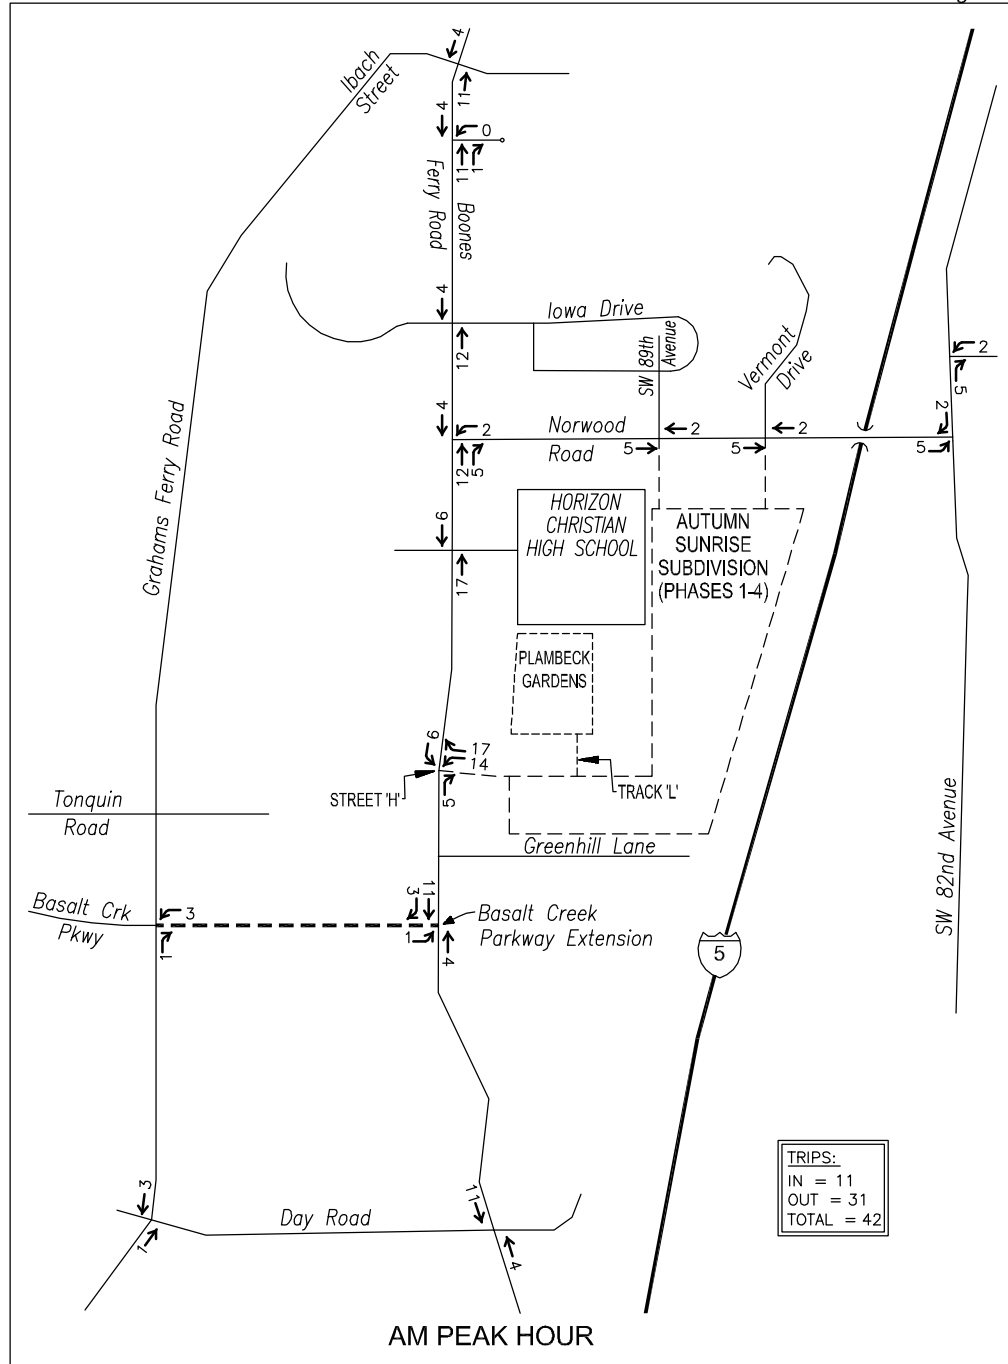 4
Ibach
Street
11
4
0
11
1
Boones
Ferry Road
4
Iowa Drive
12
SW 89th
Avenue
Vermont
Drive
2
5
4
2
Norwood
Road
2
2
2
12
5
5
5
5
Grahams Ferry Road
6
17
HORIZON
CHRISTIAN
HIGH SCHOOL
AUTUMN
SUNRISE
SUBDIVISION
(PHASES 1-4)
PLAMBECK
GARDENS
6
17
14
5
STREET 'H'
TRACK 'L'
Tonquin
Road
Greenhill Lane
SW 82nd Avenue
Basalt Crk
Pkwy
3
1
3
11
1
4
Basalt Creek
Parkway Extension
5
3
1
Day Road
11
4
TRIPS:
IN = 11
OUT = 31
TOTAL = 42
AM PEAK HOUR